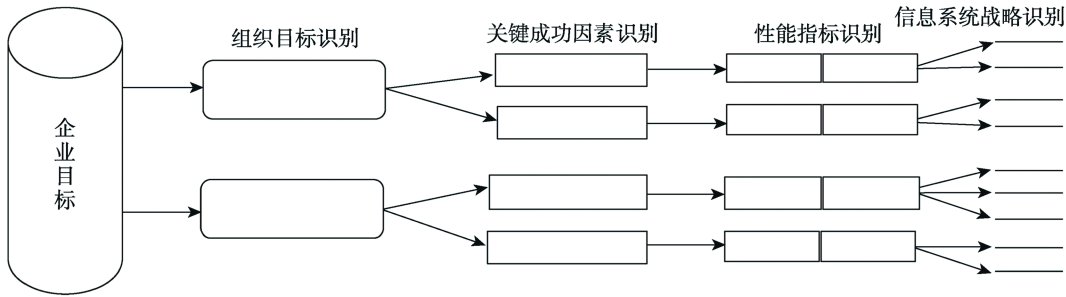 信息系统战略识别
组织目标识别
关键成功因素识别
性能指标识别
企业目标